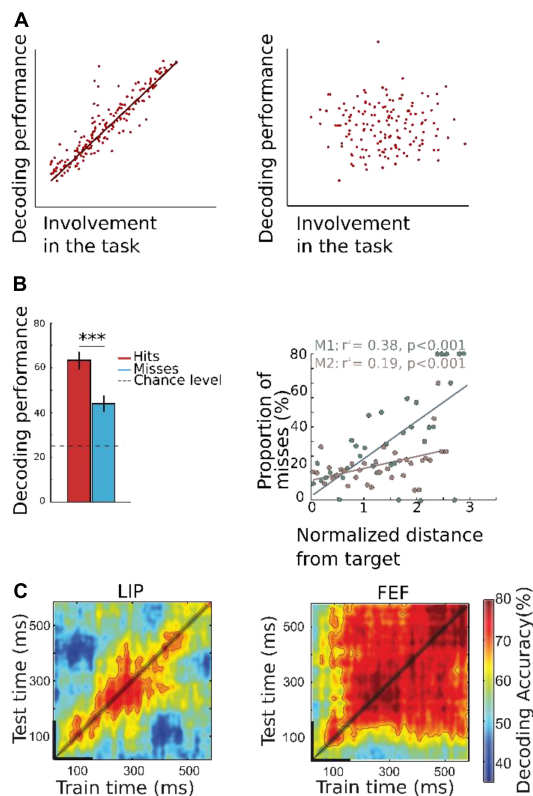 A
Decoding performance
Involvement
in the task
Decoding performance
Involvement
in the task
B
Decoding performance
80
60
40
20
0
***
Hits
Misses
Chance level
M1: r²= 0.38, p<0.001
M2: r²= 0.19, p<0.001
Proportion of
misses (%)
80
40
20
0
0 1 2 3
Normalized distance
from target
C
LIP
Test time (ms)
500
300
100
100 300 500
Train time (ms)
FEF
Test time (ms)
500
300
100
100 300 500
Train time (ms)
80
70
60
50
40
Decoding Accuracy(%)